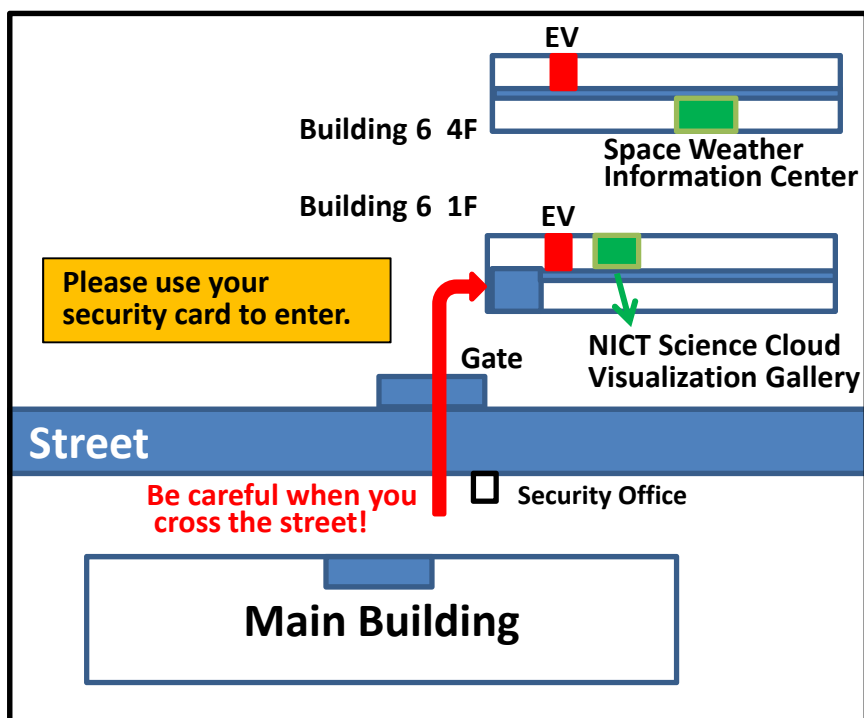 EV
Building 6 4F
Space Weather
Information Center
Building 6 1F
EV
Please use your
security card to enter.
NICT Science Cloud
Visualization Gallery
Gate
Street
Be careful when you
cross the street!
Security Office
Main Building